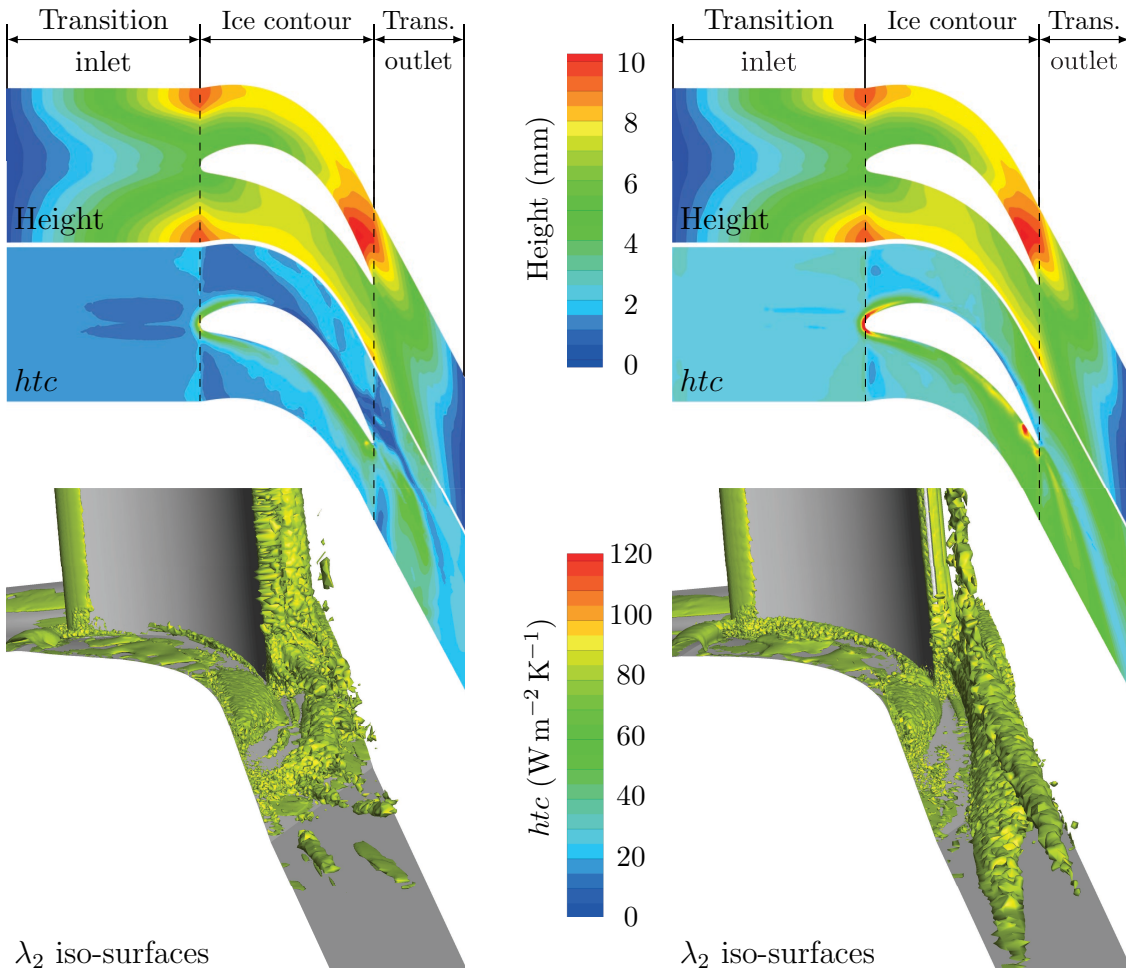 Transition Ice contour Trans.
inlet outlet
Height
htc
Height (mm)
10
8
6
4
2
0
Transition Ice contour Trans.
inlet outlet
Height
htc
λ₂ iso-surfaces
htc (W m⁻² K⁻¹)
120
100
80
60
40
20
0
λ₂ iso-surfaces